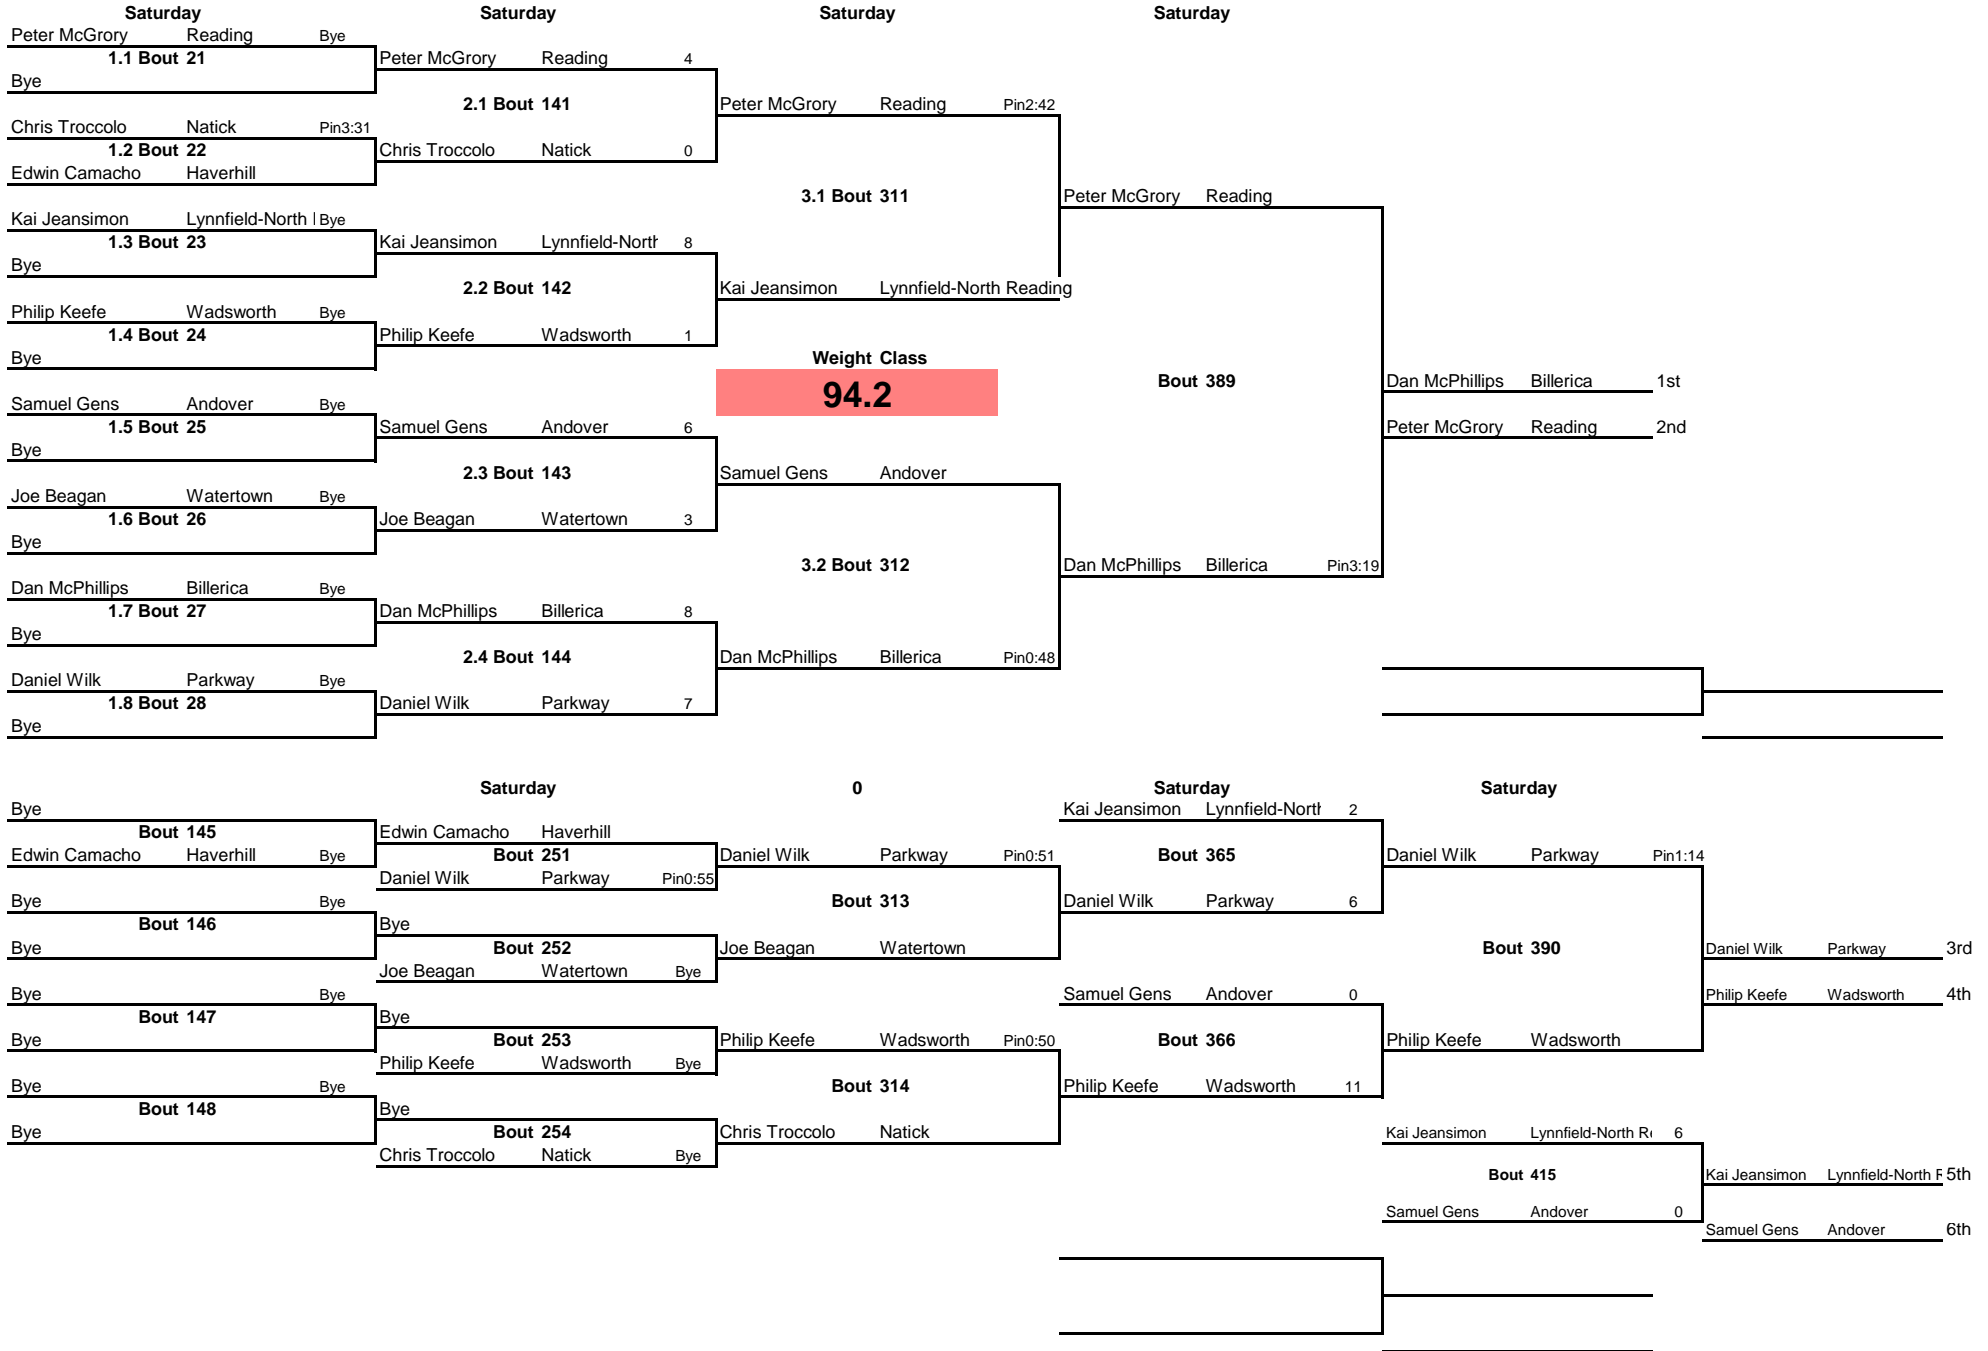 Saturday Saturday Saturday Saturday
Peter McGrory Reading Bye
1.1 Bout 21 Peter McGrory Reading 4
Bye
2.1 Bout 141 Peter McGrory Reading Pin2:42
Chris Troccolo Natick Pin3:31
1.2 Bout 22 Chris Troccolo Natick 0
Edwin Camacho Haverhill
3.1 Bout 311 Peter McGrory Reading
Kai Jeansimon Lynnfield-North Bye
1.3 Bout 23 Kai Jeansimon Lynnfield-North 8
Bye
2.2 Bout 142 Kai Jeansimon Lynnfield-North Reading
Philip Keefe Wadsworth Bye
1.4 Bout 24 Philip Keefe Wadsworth 1
Bye Weight Class
94.2 Bout 389 Dan McPhillips Billerica 1st
Samuel Gens Andover Bye
1.5 Bout 25 Samuel Gens Andover 6 Peter McGrory Reading 2nd
Bye
2.3 Bout 143 Samuel Gens Andover
Joe Beagan Watertown Bye
1.6 Bout 26 Joe Beagan Watertown 3
Bye
3.2 Bout 312 Dan McPhillips Billerica Pin3:19
Dan McPhillips Billerica Bye
1.7 Bout 27 Dan McPhillips Billerica 8
Bye
2.4 Bout 144 Dan McPhillips Billerica Pin0:48
Daniel Wilk Parkway Bye
1.8 Bout 28 Daniel Wilk Parkway 7
Bye
Saturday 0 Saturday Saturday
Bye Kai Jeansimon Lynnfield-North 2
Bout 145 Edwin Camacho Haverhill
Edwin Camacho Haverhill Bye Bout 251 Daniel Wilk Parkway Pin0:51 Bout 365 Daniel Wilk Parkway Pin1:14
Daniel Wilk Parkway Pin0:55
Bye Bye Bout 313 Daniel Wilk Parkway 6
Bout 146 Bye
Bye Bout 252 Joe Beagan Watertown Bout 390 Daniel Wilk Parkway 3rd
Joe Beagan Watertown Bye
Bye Bye Samuel Gens Andover 0 Philip Keefe Wadsworth 4th
Bout 147 Bye
Bye Bout 253 Philip Keefe Wadsworth Pin0:50 Bout 366 Philip Keefe Wadsworth
Philip Keefe Wadsworth Bye
Bye Bye Bout 314 Philip Keefe Wadsworth 11
Bout 148 Bye
Bye Bout 254 Chris Troccolo Natick Kai Jeansimon Lynnfield-North 6
Chris Troccolo Natick Bye
Bout 415 Kai Jeansimon Lynnfield-North 5th
Samuel Gens Andover 0
Samuel Gens Andover 6th